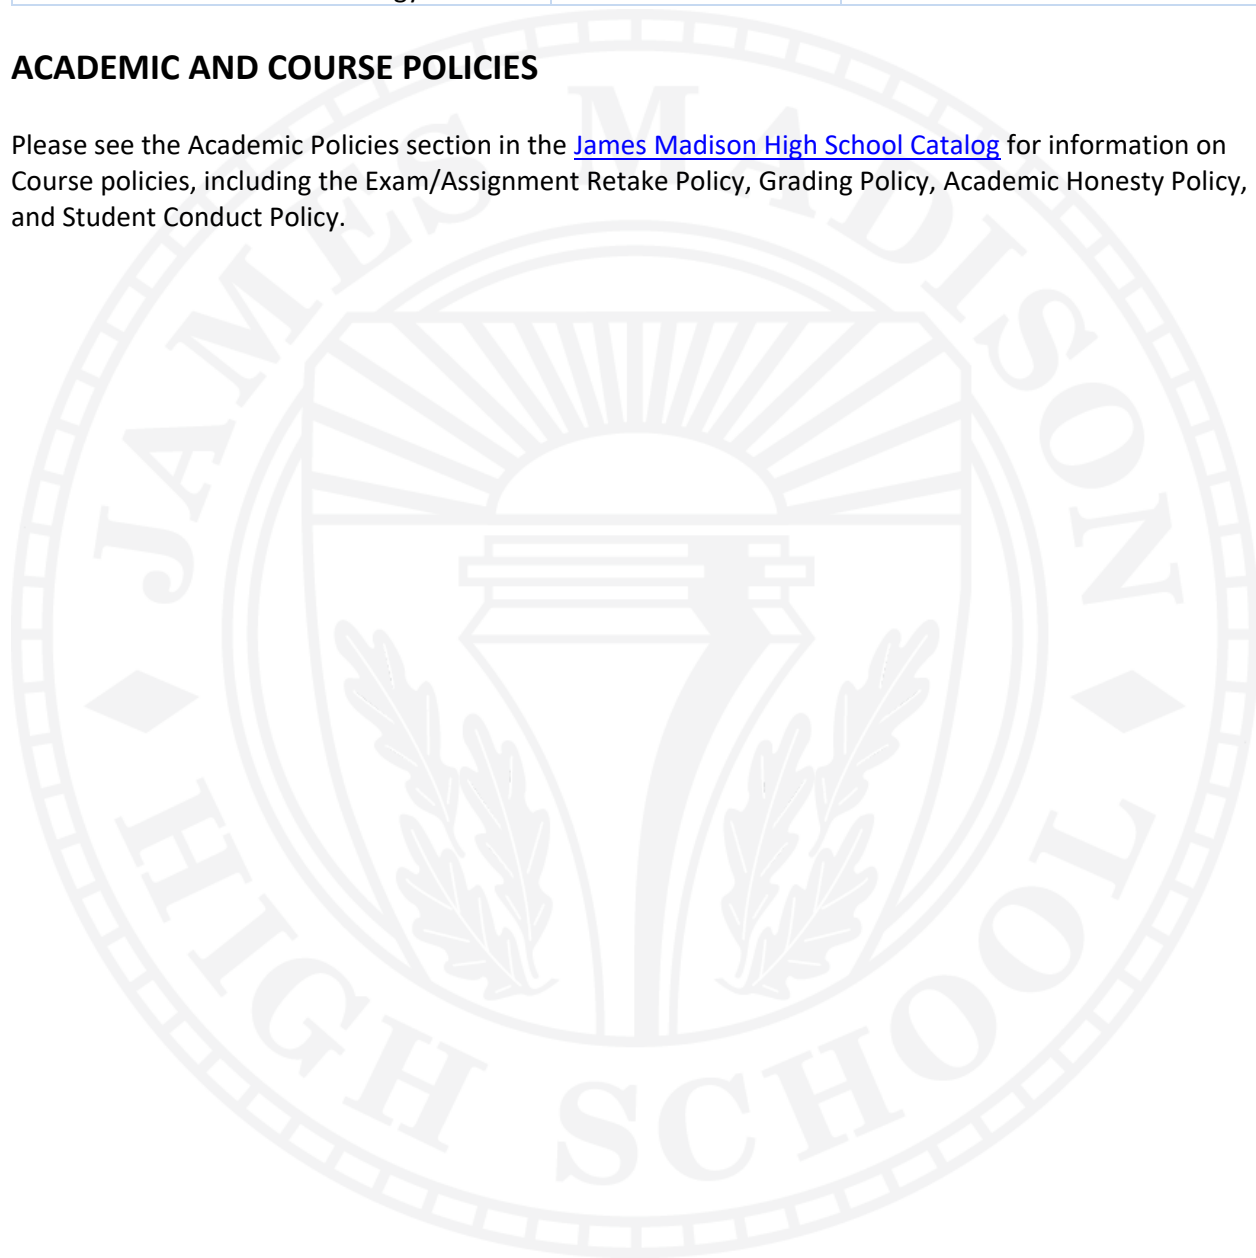 ACADEMIC AND COURSE POLICIES
Please see the Academic Policies section in the James Madison High School Catalog for information on
Course policies, including the Exam/Assignment Retake Policy, Grading Policy, Academic Honesty Policy,
and Student Conduct Policy.
JAMES MADISON
HIGH SCHOOL